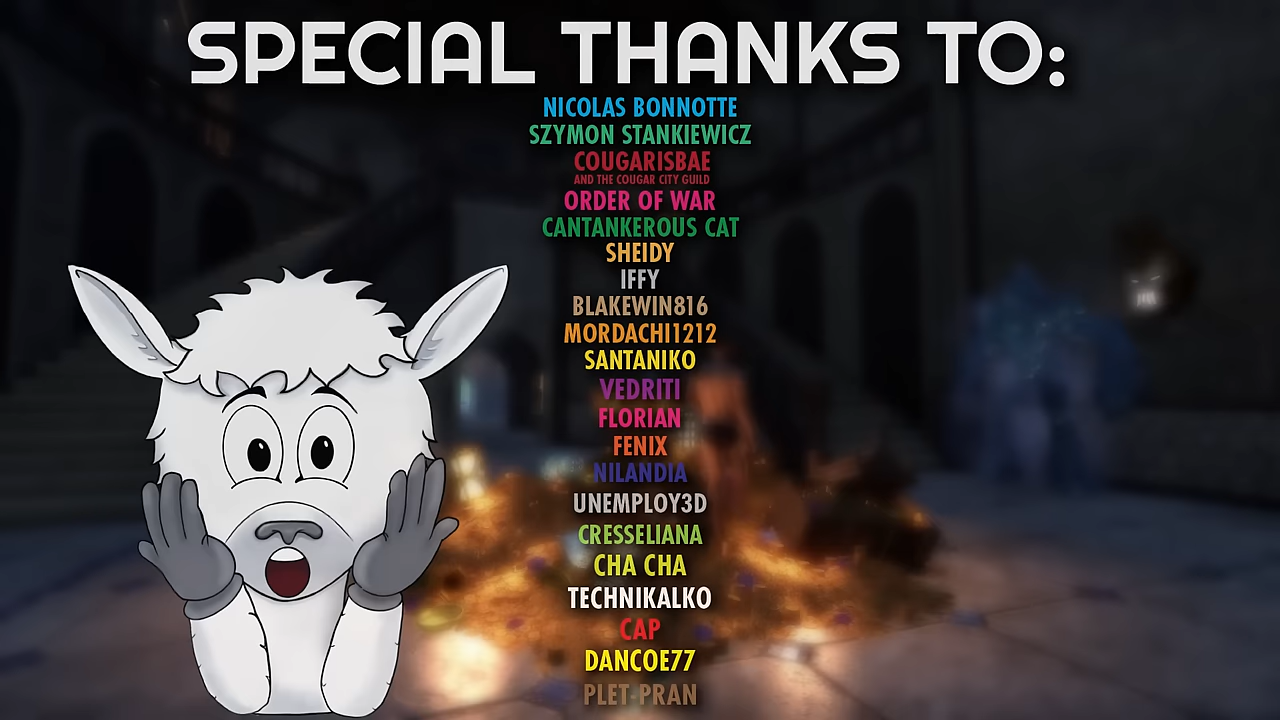 SPECIAL THANKS TO:
NICOLAS BONNOTTE
SZYMON STANKIEWICZ
COUGARISBAE
AND THE COUGAR CITY GUILD
ORDER OF WAR
CANTANKEROUS CAT
SHEIDY
IFFY
BLAKEWIN816
MORDACHI1212
SANTANIKO
VEDRITI
FLORIAN
FENIX
NILANDIA
UNEMPLOY3D
CRESSELIANA
CHA CHA
TECHNIKALKO
CAP
DANCOE77
PLET-PRAN